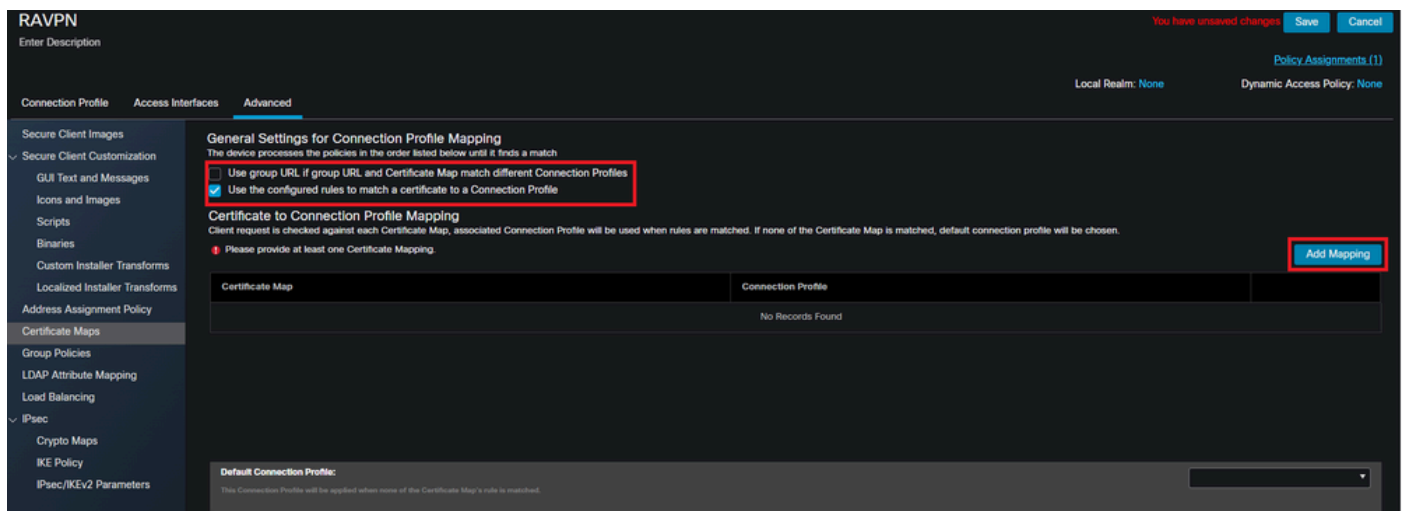 RAVPN
You have unsaved changes Save Cancel
Enter Description
Policy Assignments (1)
Local Realm: None Dynamic Access Policy: None
Connection Profile Access Interfaces Advanced
Secure Client Images
Secure Client Customization
GUI Text and Messages
Icons and Images
Scripts
Binaries
Custom Installer Transforms
Localized Installer Transforms
Address Assignment Policy
Certificate Maps
Group Policies
LDAP Attribute Mapping
Load Balancing
IPsec
Crypto Maps
IKE Policy
IPsec/IKEv2 Parameters
General Settings for Connection Profile Mapping
The device processes the policies in the order listed below until it finds a match
Use group URL if group URL and Certificate Map match different Connection Profiles
Use the configured rules to match a certificate to a Connection Profile
Certificate to Connection Profile Mapping
Client request is checked against each Certificate Map, associated Connection Profile will be used when rules are matched. If none of the Certificate Map is matched, default connection profile will be chosen.
Please provide at least one Certificate Mapping.
Add Mapping
Certificate Map Connection Profile
No Records Found
Default Connection Profile:
This Connection Profile will be applied when none of the Certificate Map's rule is matched.